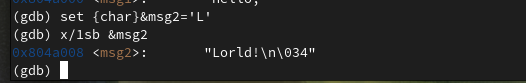 (gdb) set {char}&msg2='L'
(gdb) x/1sb &msg2
0x804a008 <msg2>: "Lorld!\n\034"
(gdb)